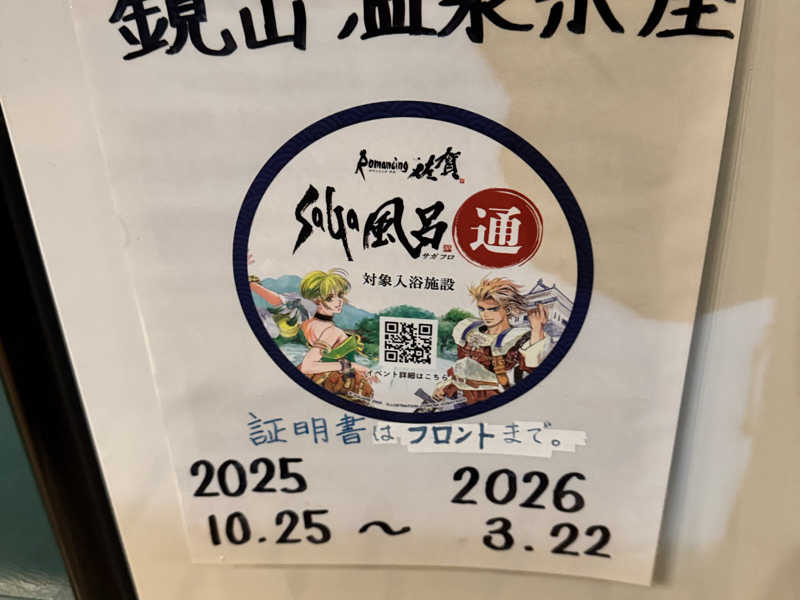 鏡山温泉茶屋
Romancing 佐賀
SaGa風呂 通
サガフロ
対象入浴施設
イベント詳細はこちら
証明書はフロントまで。
2025 2026
10.25 〜 3.22